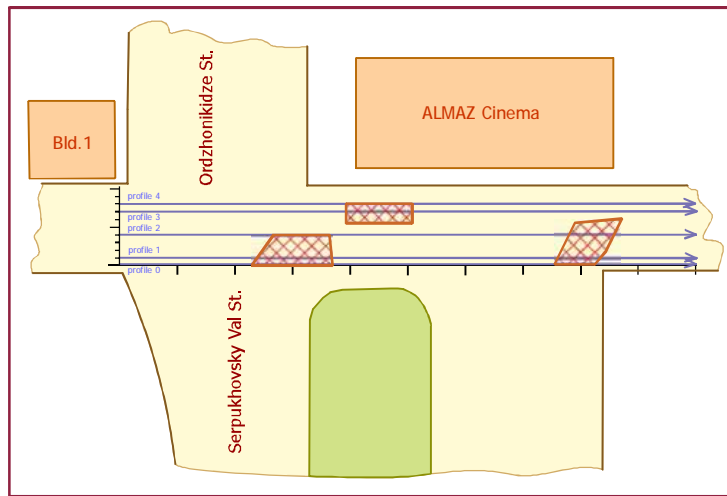 Ordzhonikidze St.
ALMAZ Cinema
Bld.1
profile 4
profile 3
profile 2
profile 1
profile 0
Serpukhovsky Val St.